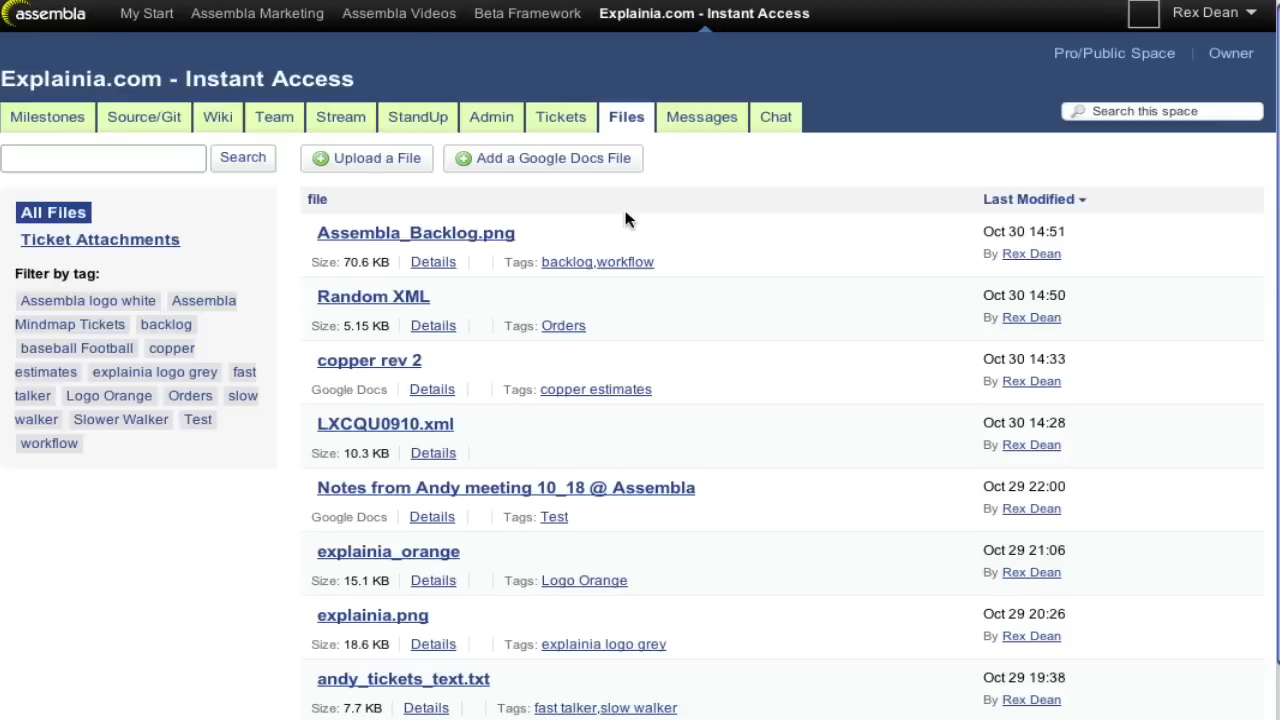 assembla My Start Assembla Marketing Assembla Videos Beta Framework Explainia.com - Instant Access Rex Dean
Pro/Public Space | Owner
Explainia.com - Instant Access
Milestones Source/Git Wiki Team Stream StandUp Admin Tickets Files Messages Chat Search this space
Search Upload a File Add a Google Docs File
file Last Modified
All Files
Ticket Attachments
Filter by tag:
Assembla logo white Assembla
Mindmap Tickets backlog
baseball Football copper
estimates explainia logo grey fast
talker Logo Orange Orders slow
walker Slower Walker Test
workflow
Assembla_Backlog.png Oct 30 14:51
Size: 70.6 KB Details Tags: backlog,workflow By Rex Dean
Random XML Oct 30 14:50
Size: 5.15 KB Details Tags: Orders By Rex Dean
copper rev 2 Oct 30 14:33
Google Docs Details Tags: copper estimates By Rex Dean
LXCQU0910.xml Oct 30 14:28
Size: 10.3 KB Details By Rex Dean
Notes from Andy meeting 10_18 @ Assembla Oct 29 22:00
Google Docs Details Tags: Test By Rex Dean
explainia_orange Oct 29 21:06
Size: 15.1 KB Details Tags: Logo Orange By Rex Dean
explainia.png Oct 29 20:26
Size: 18.6 KB Details Tags: explainia logo grey By Rex Dean
andy_tickets_text.txt Oct 29 19:38
Size: 7.7 KB Details Tags: fast talker,slow walker By Rex Dean